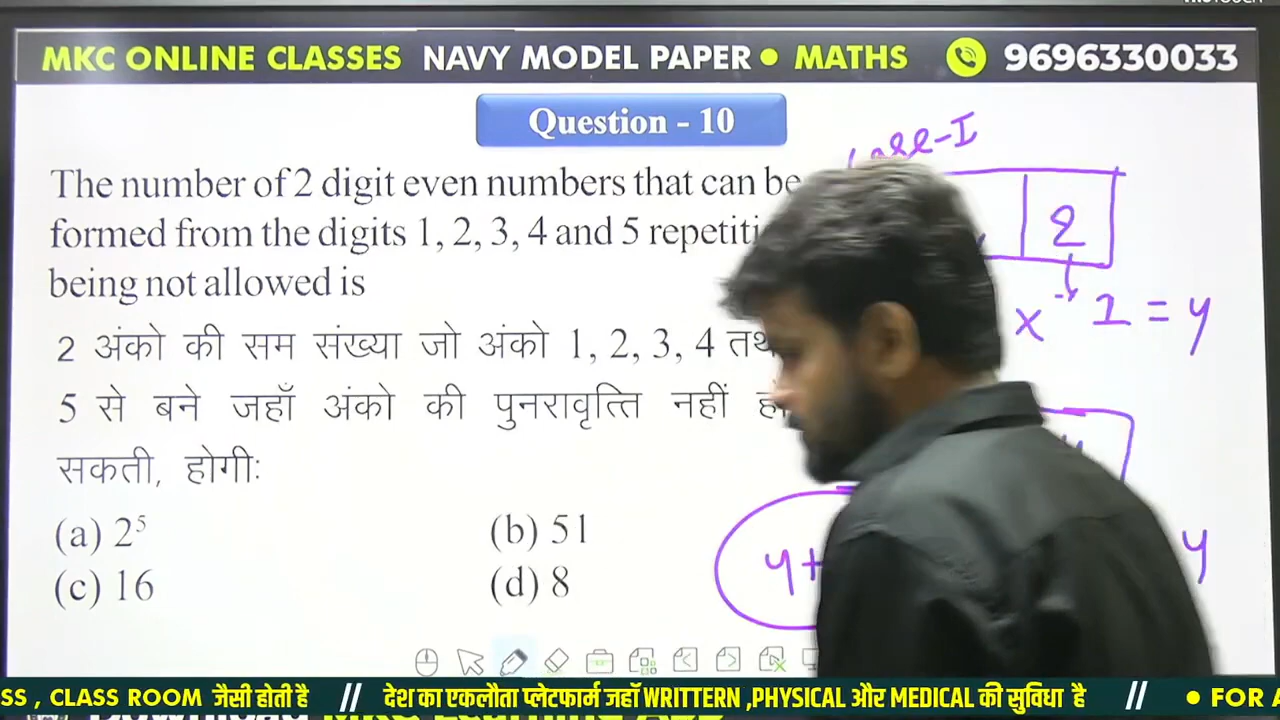 MKC ONLINE CLASSES NAVY MODEL PAPER • MATHS 9696330033
Question - 10
The number of 2 digit even numbers that can be
formed from the digits 1, 2, 3, 4 and 5
being not allowed is
2 अंको की सम संख्या जो अंको 1, 2, 3, 4
5 से बने जहाँ अंको की पुनरावृत्ति नहीं
सकती, होगीः
(a) 2⁵
(b) 51
(c) 16
(d) 8
-I
2
x 1 = 4
4+
4
SS , CLASS ROOM जैसी होती है // देश का एकलौता प्लेटफार्म जहाँ WRITTERN ,PHYSICAL और MEDICAL की सुविधा है // • FOR